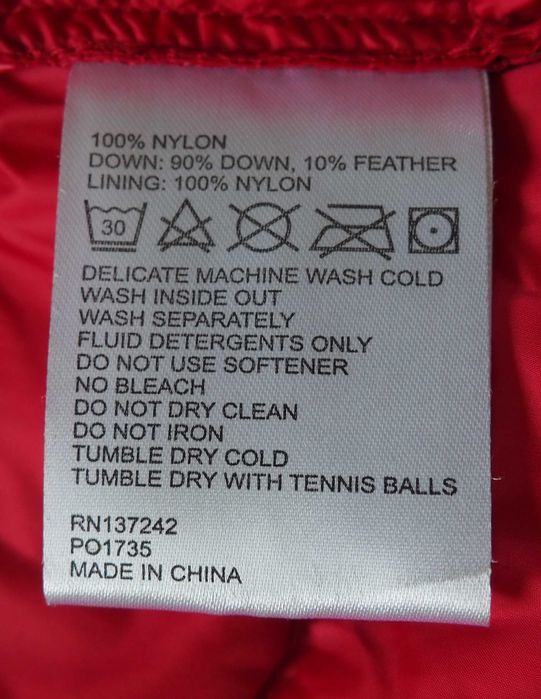 100% NYLON
DOWN: 90% DOWN, 10% FEATHER
LINING: 100% NYLON
30
DELICATE MACHINE WASH COLD
WASH INSIDE OUT
WASH SEPARATELY
FLUID DETERGENTS ONLY
DO NOT USE SOFTENER
NO BLEACH
DO NOT DRY CLEAN
DO NOT IRON
TUMBLE DRY COLD
TUMBLE DRY WITH TENNIS BALLS
RN137242
PO1735
MADE IN CHINA